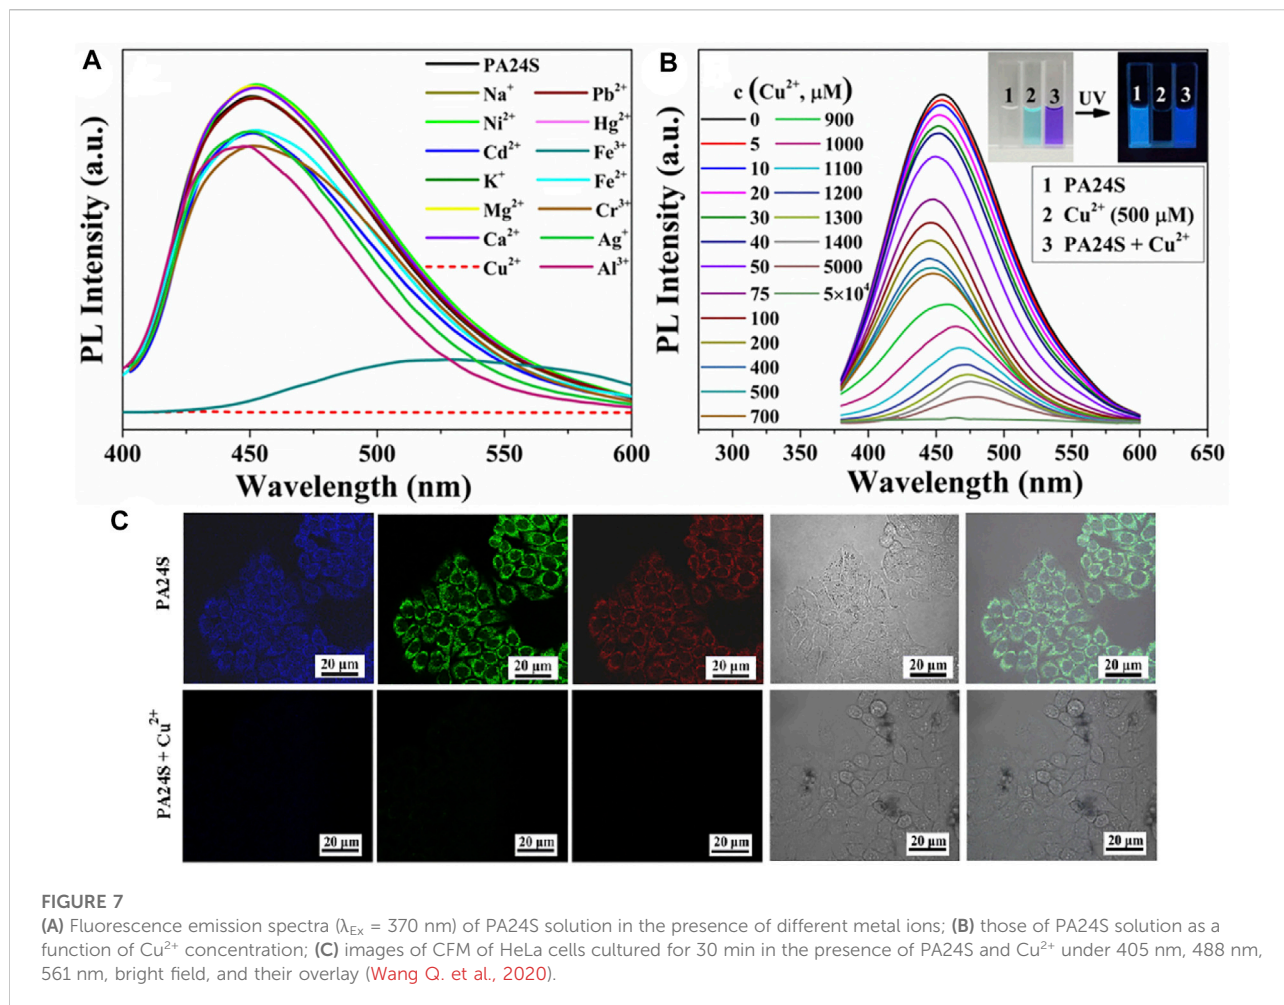 A
PL Intensity (a.u.)
PA24S
Na⁺
Ni²⁺
Cd²⁺
K⁺
Mg²⁺
Ca²⁺
Cu²⁺
Pb²⁺
Hg²⁺
Fe³⁺
Fe²⁺
Cr³⁺
Ag⁺
Al³⁺
400 450 500 550 600
Wavelength (nm)
B
PL Intensity (a.u.)
c (Cu²⁺, μM)
0
5
10
20
30
40
50
75
100
200
400
500
700
900
1000
1100
1200
1300
1400
5000
5×10⁴
1 2 3
UV
1 2 3
1 PA24S
2 Cu²⁺ (500 μM)
3 PA24S + Cu²⁺
300 350 400 450 500 550 600 650
Wavelength (nm)
C
PA24S
20 μm
20 μm
20 μm
20 μm
20 μm
PA24S + Cu²⁺
20 μm
20 μm
20 μm
20 μm
20 μm
FIGURE 7
(A) Fluorescence emission spectra (λEx = 370 nm) of PA24S solution in the presence of different metal ions; (B) those of PA24S solution as a
function of Cu²⁺ concentration; (C) images of CFM of HeLa cells cultured for 30 min in the presence of PA24S and Cu²⁺ under 405 nm, 488 nm,
561 nm, bright field, and their overlay (Wang Q. et al., 2020).